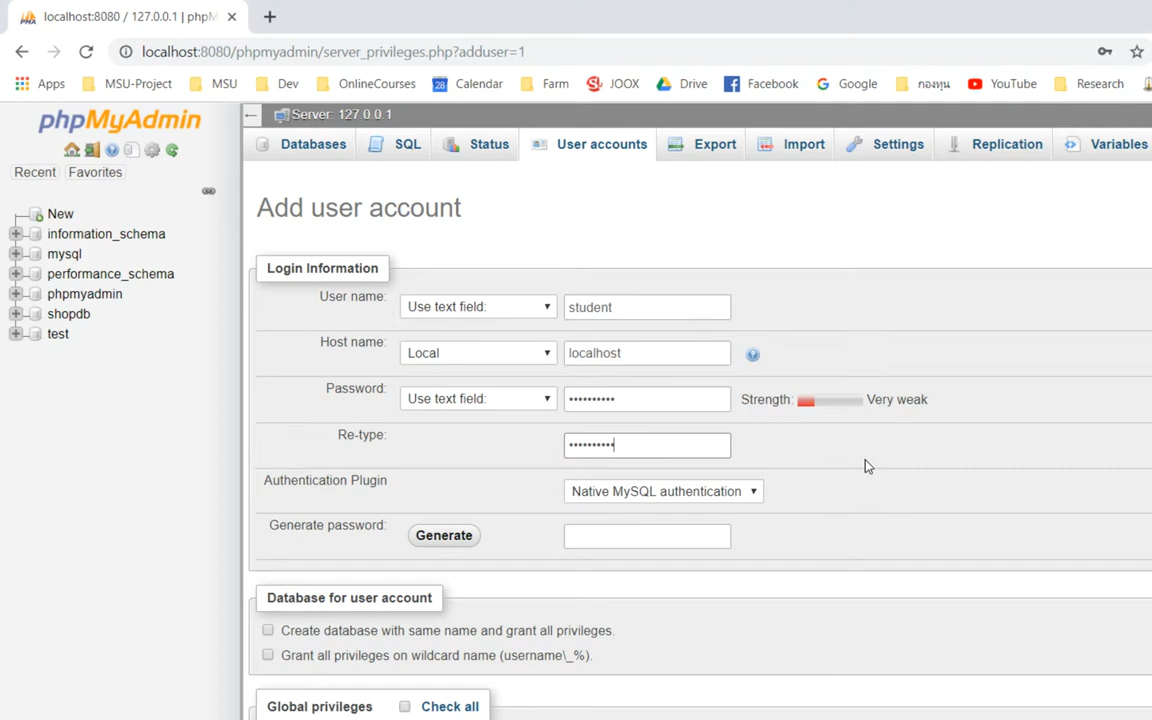 localhost:8080 / 127.0.0.1 | phpM
localhost:8080/phpmyadmin/server_privileges.php?adduser=1
Apps MSU-Project MSU Dev OnlineCourses 28 Calendar Farm JOOX Drive Facebook Google กองทุน YouTube Research
phpMyAdmin
Server: 127.0.0.1
Databases SQL Status User accounts Export Import Settings Replication Variables
Recent Favorites
New
information_schema
mysql
performance_schema
phpmyadmin
shopdb
test
Add user account
Login Information
User name: Use text field: student
Host name: Local localhost
Password: Use text field: •••••••••• Strength: Very weak
Re-type: ••••••••••
Authentication Plugin Native MySQL authentication
Generate password: Generate
Database for user account
Create database with same name and grant all privileges.
Grant all privileges on wildcard name (username\_%).
Global privileges Check all